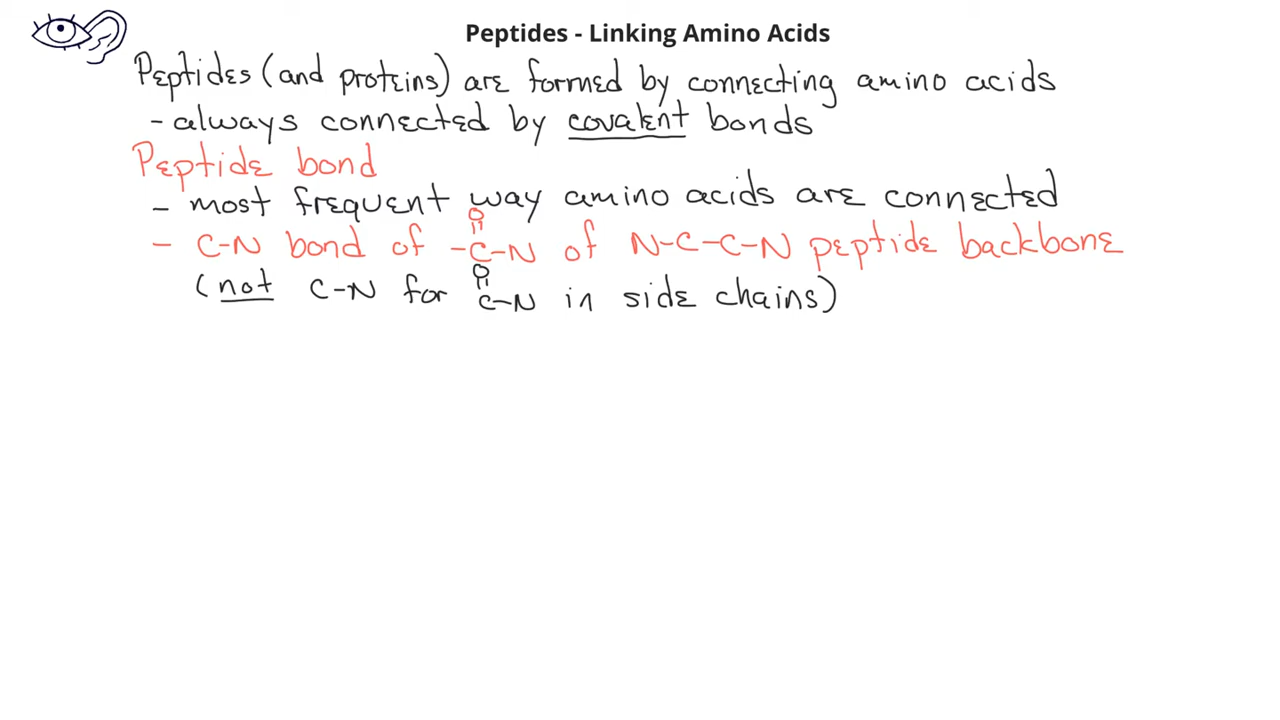 Peptides - Linking Amino Acids
Peptides (and proteins) are formed by connecting amino acids
- always connected by covalent bonds
Peptide bond
- most frequent way amino acids are connected
O
||
- C-N bond of -C-N of N-C-C-N peptide backbone
O
||
(not C-N for C-N in side chains)